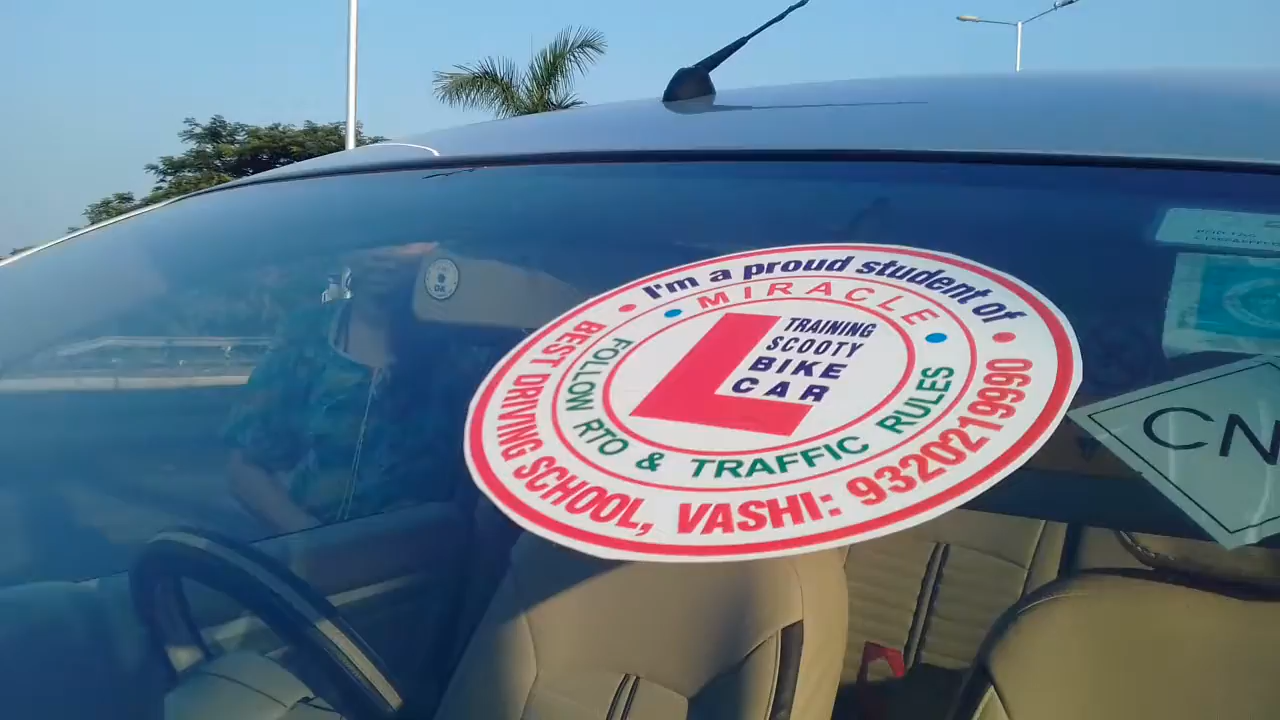 I'm a proud student of
MIRACLE
TRAINING
SCOOTY
BIKE
CAR
L
FOLLOW RTO & TRAFFIC RULES
BEST DRIVING SCHOOL, VASHI: 9320219990
CN